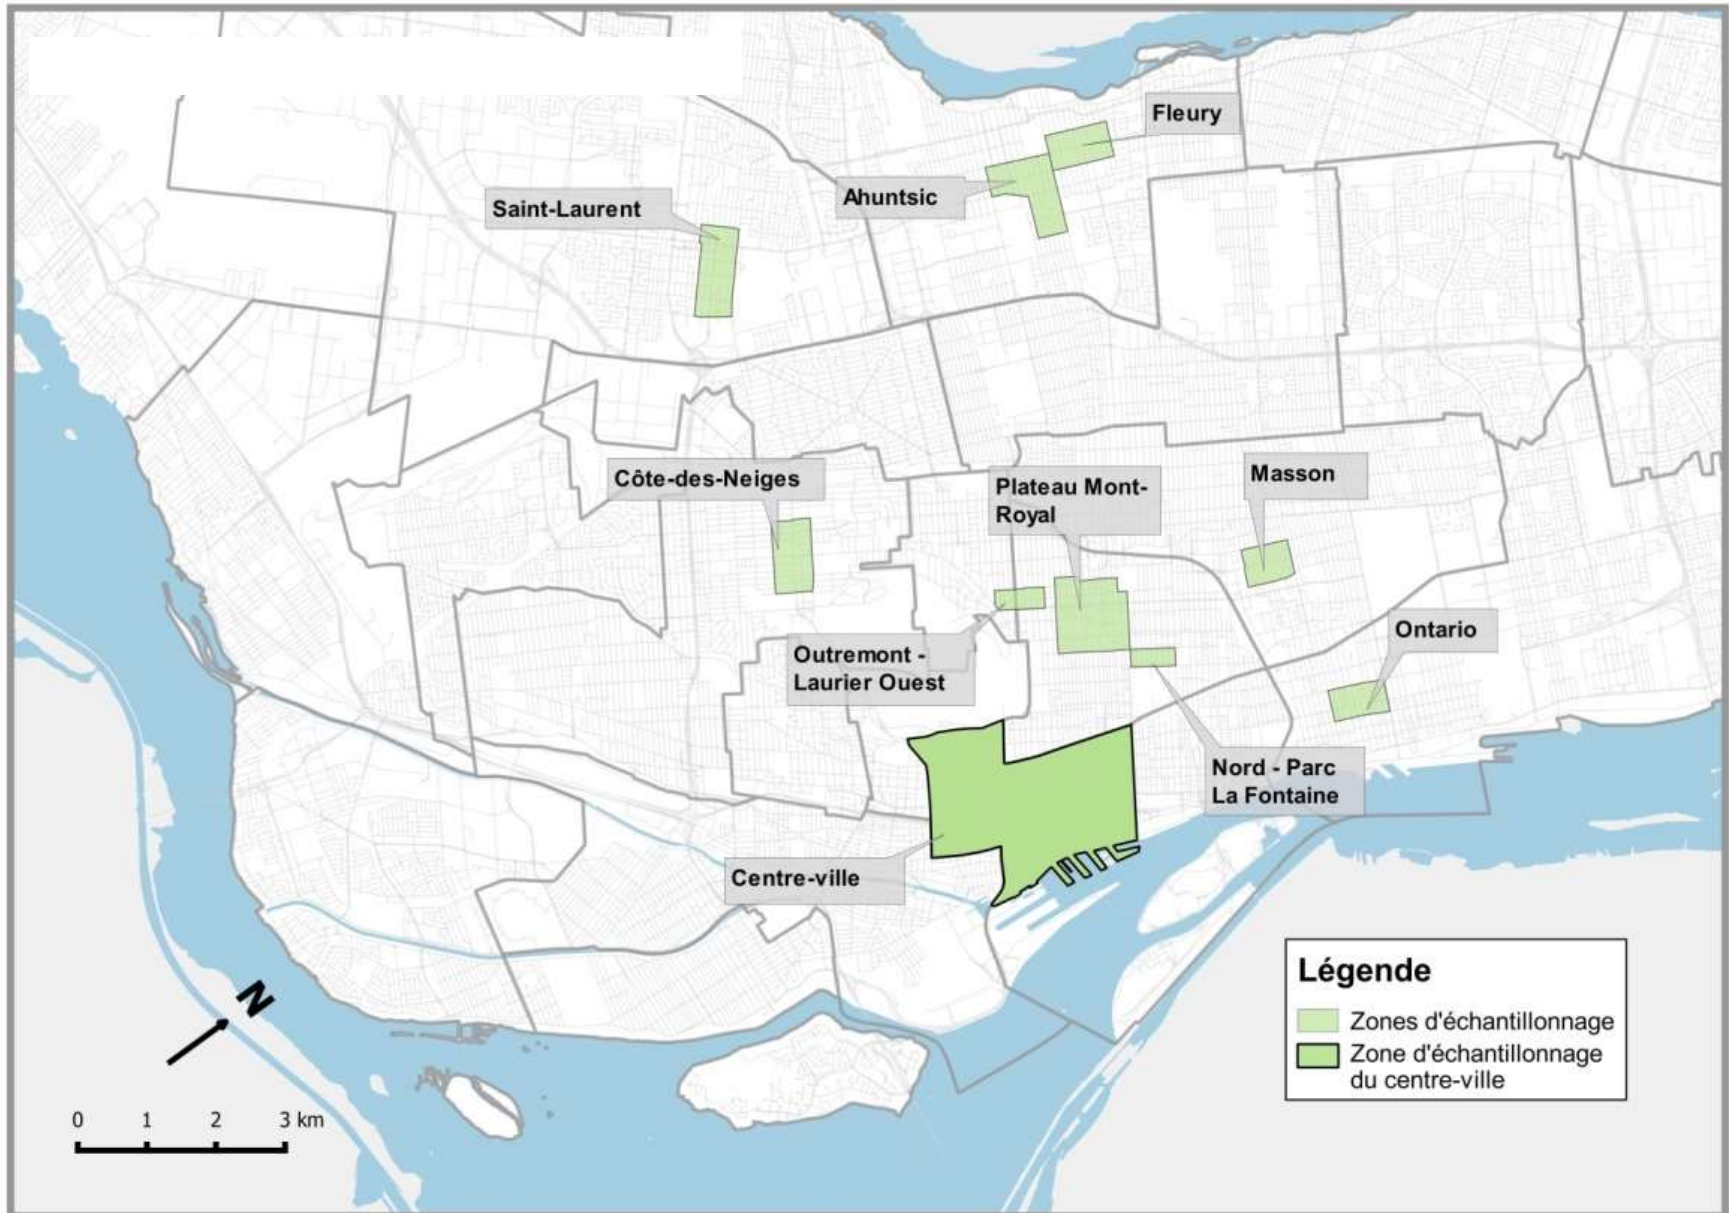 Fleury
Ahuntsic
Saint-Laurent
Côte-des-Neiges
Plateau Mont-
Royal
Masson
Ontario
Outremont -
Laurier Ouest
Nord - Parc
La Fontaine
Centre-ville
N
0 1 2 3 km
Légende
Zones d'échantillonnage
Zone d'échantillonnage
du centre-ville